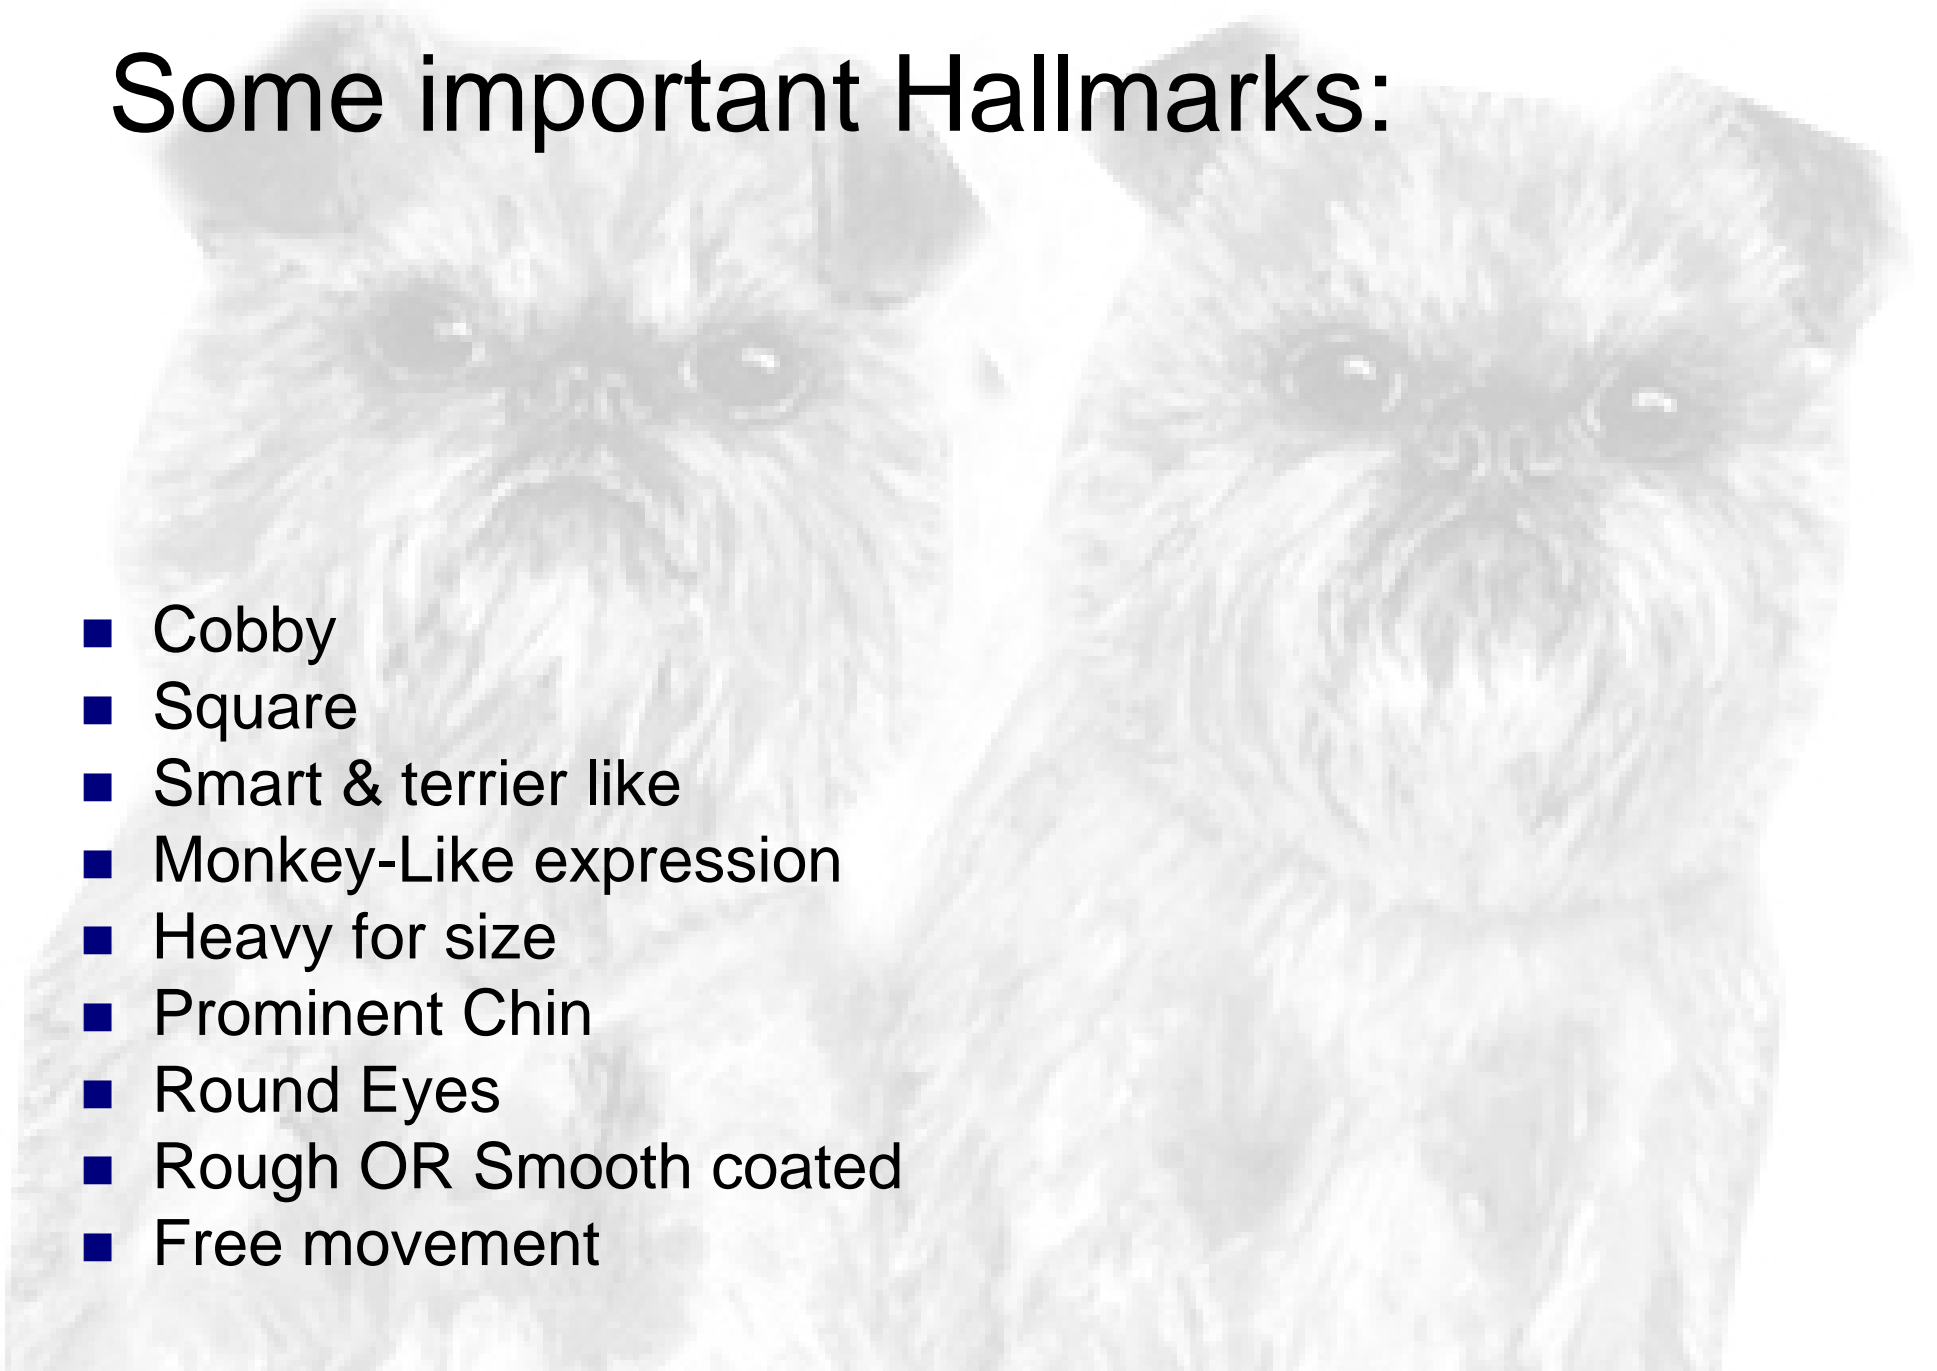 Some important Hallmarks:
■ Cobby
■ Square
■ Smart & terrier like
■ Monkey-Like expression
■ Heavy for size
■ Prominent Chin
■ Round Eyes
■ Rough OR Smooth coated
■ Free movement